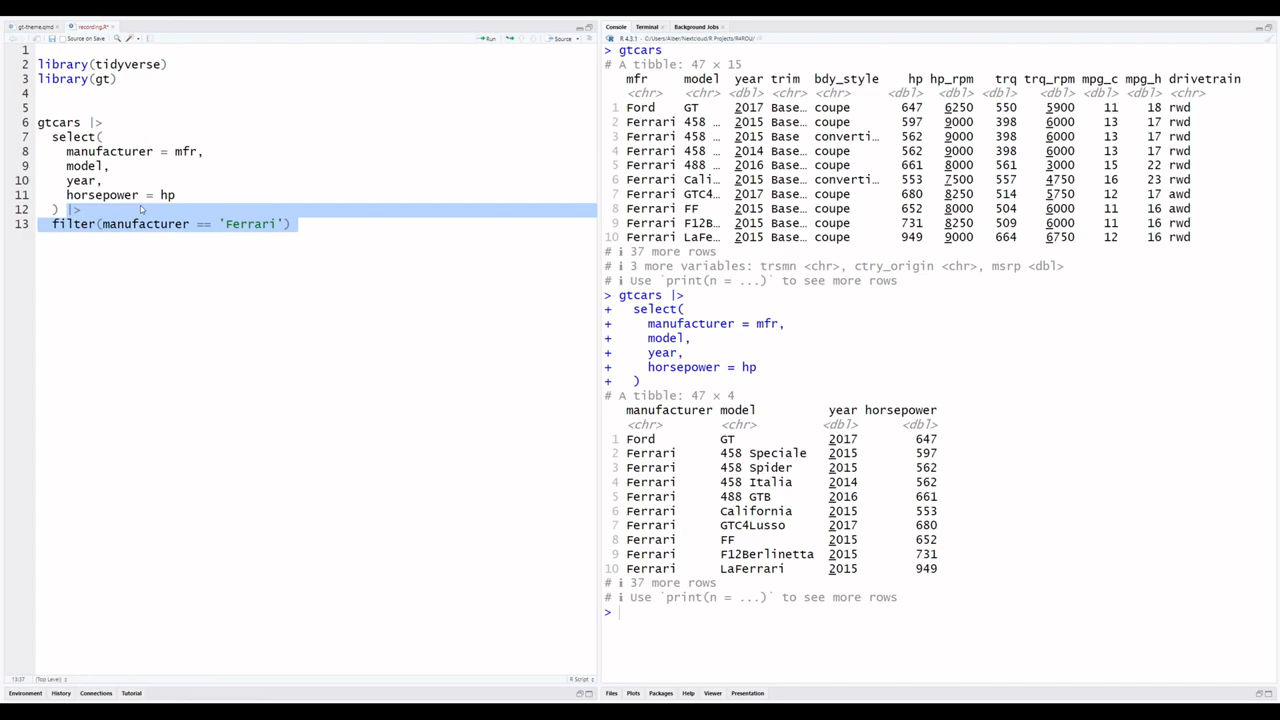 gt-theme.qmd × recording.R* ×
Source on Save Run Source
1
2 library(tidyverse)
3 library(gt)
4
5
6 gtcars |>
7 select(
8 manufacturer = mfr,
9 model,
10 year,
11 horsepower = hp
12 ) |>
13 filter(manufacturer == 'Ferrari')
13:37 (Top Level) R Script
Environment History Connections Tutorial
Console Terminal × Background Jobs ×
R 4.3.1 · C:/Users/Alber/Nextcloud/R Projects/R4ROU/
> gtcars
# A tibble: 47 × 15
mfr model year trim bdy_style hp hp_rpm trq trq_rpm mpg_c mpg_h drivetrain
<chr> <chr> <dbl> <chr> <chr> <dbl> <dbl> <dbl> <dbl> <dbl> <dbl> <chr>
1 Ford GT 2017 Base… coupe 647 6250 550 5900 11 18 rwd
2 Ferrari 458 … 2015 Base… coupe 597 9000 398 6000 13 17 rwd
3 Ferrari 458 … 2015 Base… converti… 562 9000 398 6000 13 17 rwd
4 Ferrari 458 … 2014 Base… coupe 562 9000 398 6000 13 17 rwd
5 Ferrari 488 … 2016 Base… coupe 661 8000 561 3000 15 22 rwd
6 Ferrari Cali… 2015 Base… converti… 553 7500 557 4750 16 23 rwd
7 Ferrari GTC4… 2017 Base… coupe 680 8250 514 5750 12 17 awd
8 Ferrari FF 2015 Base… coupe 652 8000 504 6000 11 16 awd
9 Ferrari F12B… 2015 Base… coupe 731 8250 509 6000 11 16 rwd
10 Ferrari LaFe… 2015 Base… coupe 949 9000 664 6750 12 16 rwd
# ℹ 37 more rows
# ℹ 3 more variables: trsmn <chr>, ctry_origin <chr>, msrp <dbl>
# ℹ Use `print(n = ...)` to see more rows
> gtcars |>
+ select(
+ manufacturer = mfr,
+ model,
+ year,
+ horsepower = hp
+ )
# A tibble: 47 × 4
manufacturer model year horsepower
<chr> <chr> <dbl> <dbl>
1 Ford GT 2017 647
2 Ferrari 458 Speciale 2015 597
3 Ferrari 458 Spider 2015 562
4 Ferrari 458 Italia 2014 562
5 Ferrari 488 GTB 2016 661
6 Ferrari California 2015 553
7 Ferrari GTC4Lusso 2017 680
8 Ferrari FF 2015 652
9 Ferrari F12Berlinetta 2015 731
10 Ferrari LaFerrari 2015 949
# ℹ 37 more rows
# ℹ Use `print(n = ...)` to see more rows
>
Files Plots Packages Help Viewer Presentation